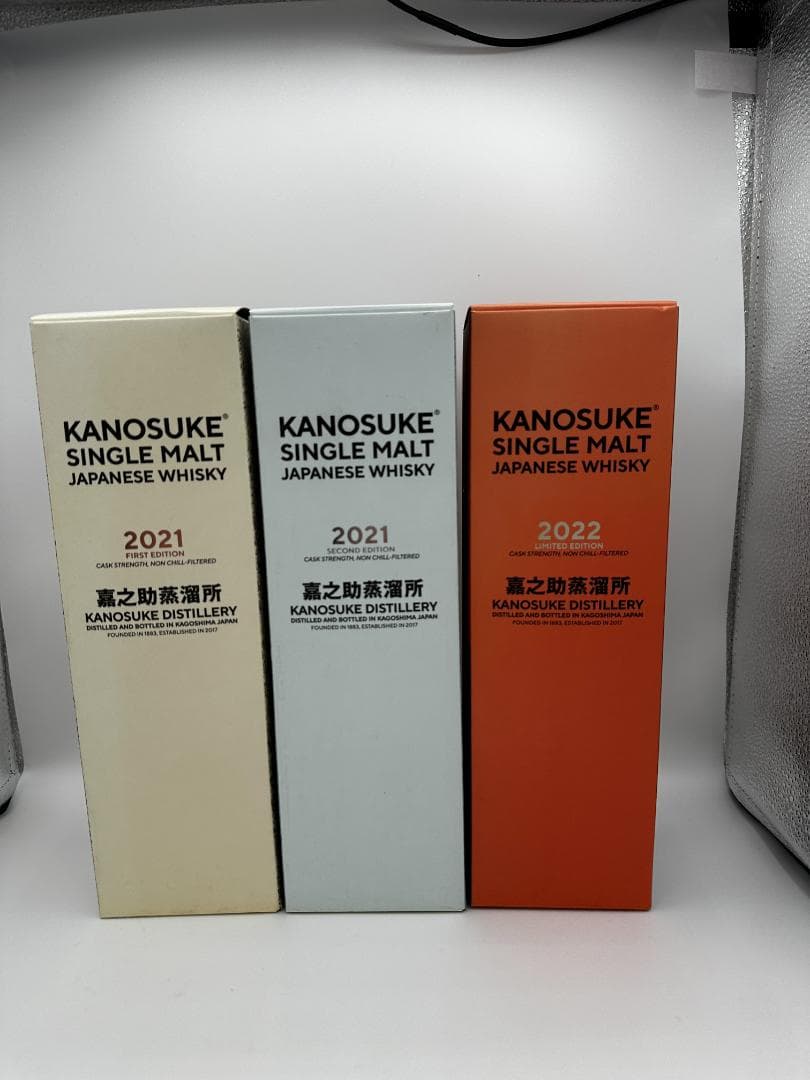 KANOSUKE®
SINGLE MALT
JAPANESE WHISKY
2021
FIRST EDITION
CASK STRENGTH, NON CHILL-FILTERED
嘉之助蒸溜所
KANOSUKE DISTILLERY
DISTILLED AND BOTTLED IN KAGOSHIMA JAPAN
FOUNDED IN 1883, ESTABLISHED IN 2017
KANOSUKE®
SINGLE MALT
JAPANESE WHISKY
2021
SECOND EDITION
CASK STRENGTH, NON CHILL-FILTERED
嘉之助蒸溜所
KANOSUKE DISTILLERY
DISTILLED AND BOTTLED IN KAGOSHIMA JAPAN
FOUNDED IN 1883, ESTABLISHED IN 2017
KANOSUKE®
SINGLE MALT
JAPANESE WHISKY
2022
LIMITED EDITION
CASK STRENGTH, NON CHILL-FILTERED
嘉之助蒸溜所
KANOSUKE DISTILLERY
DISTILLED AND BOTTLED IN KAGOSHIMA JAPAN
FOUNDED IN 1883, ESTABLISHED IN 2017